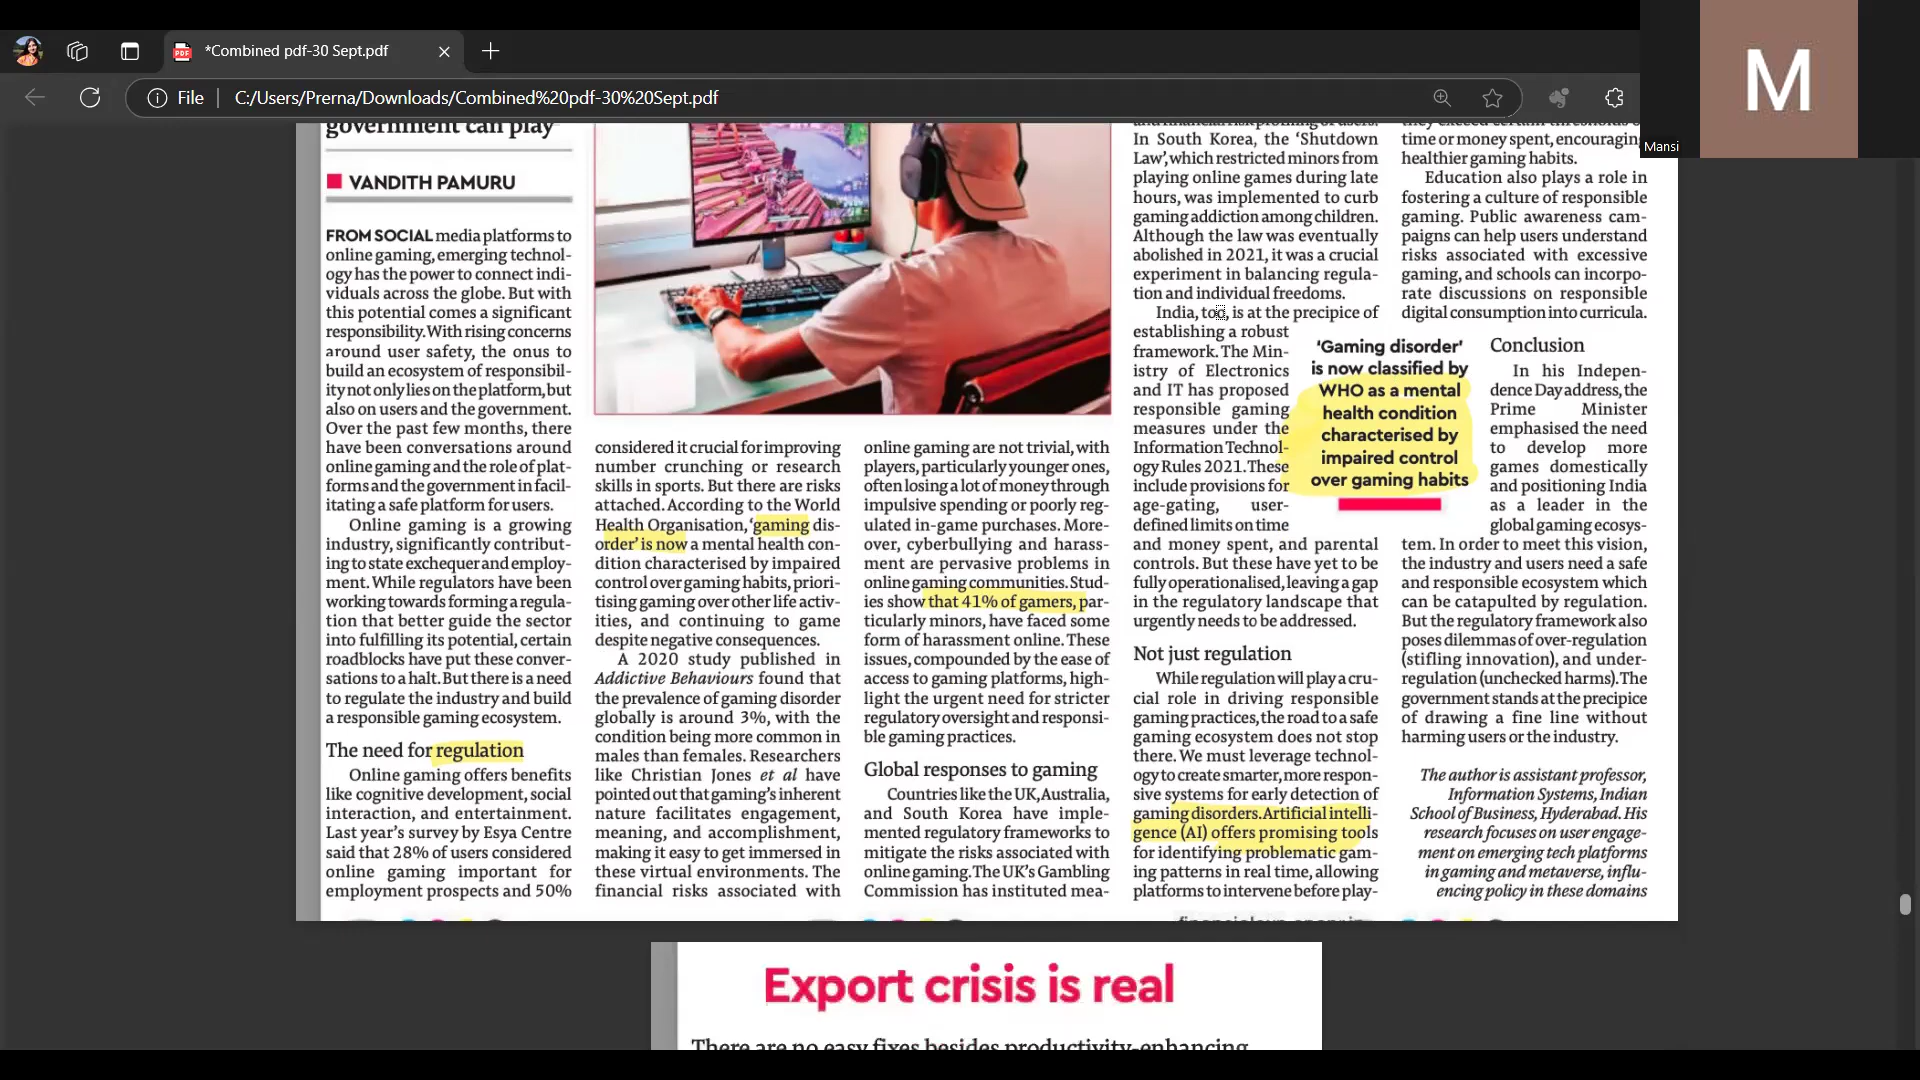 *Combined pdf-30 Sept.pdf
File
C:/Users/Prerna/Downloads/Combined%20pdf-30%20Sept.pdf
M
Mansi
government can play
VANDITH PAMURU
FROM SOCIAL media platforms to
online gaming, emerging technol-
ogy has the power to connect indi-
viduals across the globe. But with
this potential comes a significant
responsibility. With rising concerns
around user safety, the onus to
build an ecosystem of responsibil-
ity not only lies on the platform, but
also on users and the government.
Over the past few months, there
have been conversations around
online gaming and the role of plat-
forms and the government in facil-
itating a safe platform for users.
Online gaming is a growing
industry, significantly contribut-
ing to state exchequer and employ-
ment. While regulators have been
working towards forming a regula-
tion that better guide the sector
into fulfilling its potential, certain
roadblocks have put these conver-
sations to a halt. But there is a need
to regulate the industry and build
a responsible gaming ecosystem.
The need for regulation
Online gaming offers benefits
like cognitive development, social
interaction, and entertainment.
Last year's survey by Esya Centre
said that 28% of users considered
online gaming important for
employment prospects and 50%
considered it crucial for improving
number crunching or research
skills in sports. But there are risks
attached. According to the World
Health Organisation, 'gaming dis-
order' is now a mental health con-
dition characterised by impaired
control over gaming habits, priori-
tising gaming over other life activ-
ities, and continuing to game
despite negative consequences.
A 2020 study published in
Addictive Behaviours found that
the prevalence of gaming disorder
globally is around 3%, with the
condition being more common in
males than females. Researchers
like Christian Jones et al have
pointed out that gaming's inherent
nature facilitates engagement,
meaning, and accomplishment,
making it easy to get immersed in
these virtual environments. The
financial risks associated with
online gaming are not trivial, with
players, particularly younger ones,
often losing a lot of money through
impulsive spending or poorly reg-
ulated in-game purchases. More-
over, cyberbullying and harass-
ment are pervasive problems in
online gaming communities. Stud-
ies show that 41% of gamers, par-
ticularly minors, have faced some
form of harassment online. These
issues, compounded by the ease of
access to gaming platforms, high-
light the urgent need for stricter
regulatory oversight and responsi-
ble gaming practices.
Global responses to gaming
Countries like the UK, Australia,
and South Korea have imple-
mented regulatory frameworks to
mitigate the risks associated with
online gaming. The UK's Gambling
Commission has instituted mea-
and financial risk profiling of users.
In South Korea, the 'Shutdown
Law', which restricted minors from
playing online games during late
hours, was implemented to curb
gaming addiction among children.
Although the law was eventually
abolished in 2021, it was a crucial
experiment in balancing regula-
tion and individual freedoms.
India, too, is at the precipice of
establishing a robust
framework. The Min-
istry of Electronics
and IT has proposed
responsible gaming
measures under the
Information Technol-
ogy Rules 2021. These
include provisions for
age-gating, user-
defined limits on time
and money spent, and parental
controls. But these have yet to be
fully operationalised, leaving a gap
in the regulatory landscape that
urgently needs to be addressed.
Not just regulation
While regulation will play a cru-
cial role in driving responsible
gaming practices, the road to a safe
gaming ecosystem does not stop
there. We must leverage technol-
ogy to create smarter, more respon-
sive systems for early detection of
gaming disorders. Artificial intelli-
gence (AI) offers promising tools
for identifying problematic gam-
ing patterns in real time, allowing
platforms to intervene before play-
'Gaming disorder'
is now classified by
WHO as a mental
health condition
characterised by
impaired control
over gaming habits
they exceed certain thresholds
time or money spent, encouraging
healthier gaming habits.
Education also plays a role in
fostering a culture of responsible
gaming. Public awareness cam-
paigns can help users understand
risks associated with excessive
gaming, and schools can incorpo-
rate discussions on responsible
digital consumption into curricula.
Conclusion
In his Indepen-
dence Day address, the
Prime Minister
emphasised the need
to develop more
games domestically
and positioning India
as a leader in the
global gaming ecosys-
tem. In order to meet this vision,
the industry and users need a safe
and responsible ecosystem which
can be catapulted by regulation.
But the regulatory framework also
poses dilemmas of over-regulation
(stifling innovation), and under-
regulation (unchecked harms). The
government stands at the precipice
of drawing a fine line without
harming users or the industry.
The author is assistant professor,
Information Systems, Indian
School of Business, Hyderabad. His
research focuses on user engage-
ment on emerging tech platforms
in gaming and metaverse, influ-
encing policy in these domains
Export crisis is real
There are no easy fixes besides productivity-enhancing